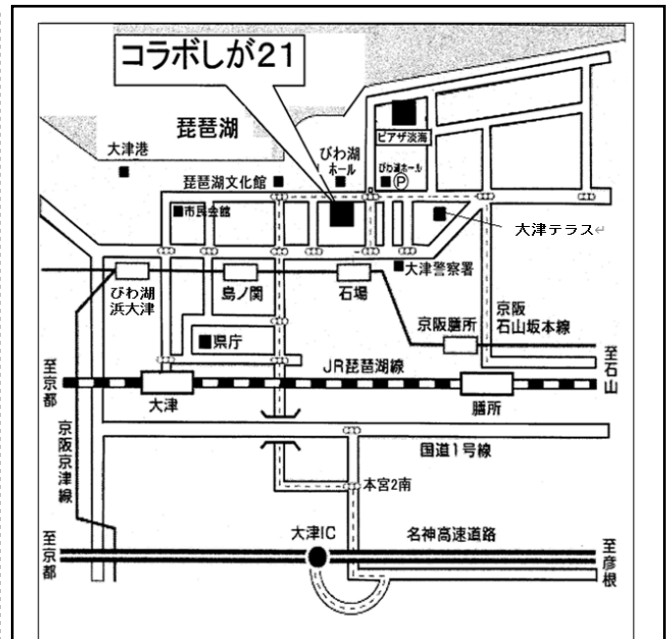 コラボしが21
琵琶湖
大津港
琵琶湖文化館
びわ湖
ホール
ピアザ淡海
びわ湖ホール
P
市民会館
大津テラス
大津警察署
びわ湖
浜大津
島ノ関
石場
京阪膳所
京阪
石山坂本線
県庁
JR琵琶湖線
至京都
至石山
大津
膳所
国道1号線
京阪京津線
本宮2南
大津IC
名神高速道路
至京都
至彦根